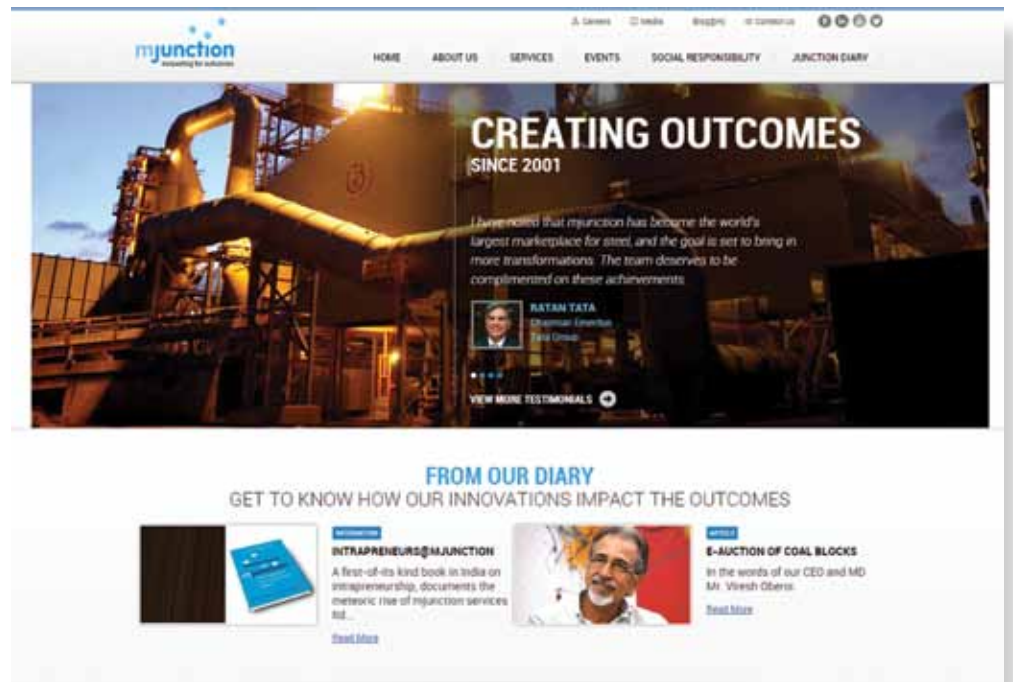 Careers Media Blog@mj Contact us
mjunction
HOME ABOUT US SERVICES EVENTS SOCIAL RESPONSIBILITY JUNCTION DIARY
CREATING OUTCOMES
SINCE 2001
I have noted that mjunction has become the world's
largest marketplace for steel, and the goal is set to bring in
more transformations. The team deserves to be
complimented on these achievements
RATAN TATA
Chairman Emeritus
Tata Group
VIEW MORE TESTIMONIALS
FROM OUR DIARY
GET TO KNOW HOW OUR INNOVATIONS IMPACT THE OUTCOMES
INTRAPRENEURS@MJUNCTION
A first-of-its kind book in India on
intrapreneurship, documents the
meteoric rise of mjunction services
ltd...
Read More
ARTICLE
E-AUCTION OF COAL BLOCKS
In the words of our CEO and MD
Mr. Viresh Oberoi
Read More